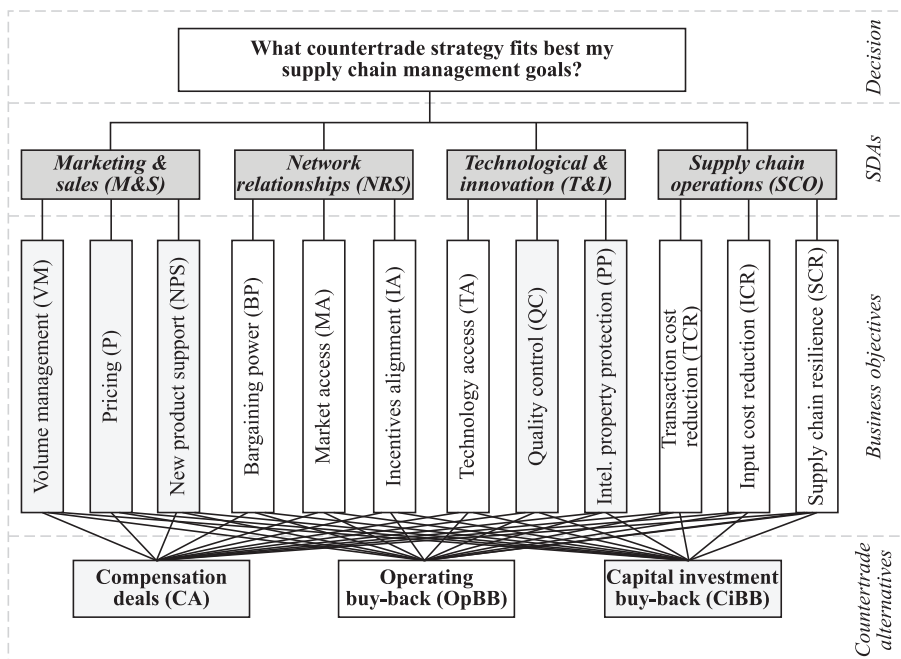 What countertrade strategy fits best my
supply chain management goals?
Decision
Marketing &
sales (M&S)
Network
relationships (NRS)
Technological &
innovation (T&I)
Supply chain
operations (SCO)
SDAs
Volume management (VM)
Pricing (P)
New product support (NPS)
Bargaining power (BP)
Market access (MA)
Incentives alignment (IA)
Technology access (TA)
Quality control (QC)
Intel. property protection (PP)
Transaction cost
reduction (TCR)
Input cost reduction (ICR)
Supply chain resilience (SCR)
Business objectives
Compensation
deals (CA)
Operating
buy-back (OpBB)
Capital investment
buy-back (CiBB)
Countertrade
alternatives